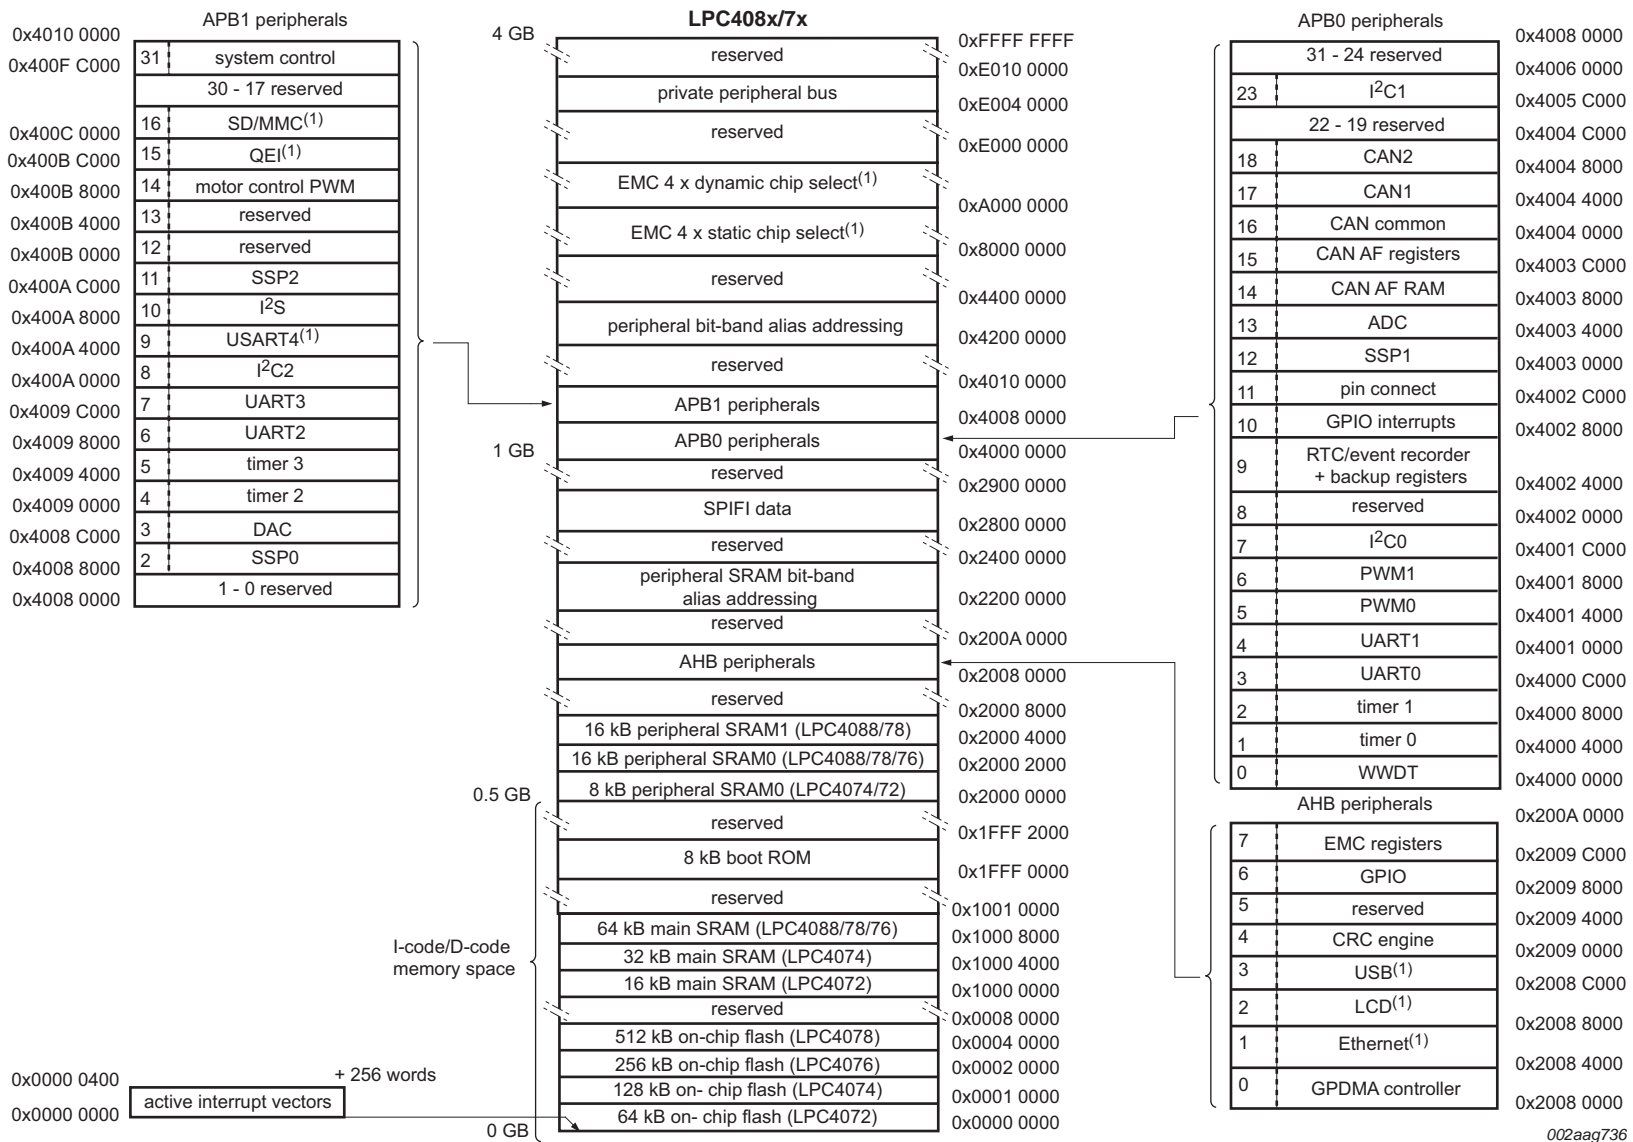 LPC408x/7x
APB1 peripherals
0x4010 0000
31 system control
0x400F C000
30 - 17 reserved
16 SD/MMC(1)
0x400C 0000
15 QEI(1)
0x400B C000
14 motor control PWM
0x400B 8000
13 reserved
0x400B 4000
12 reserved
0x400B 0000
11 SSP2
0x400A C000
10 I2S
0x400A 8000
9 USART4(1)
0x400A 4000
8 I2C2
0x400A 0000
7 UART3
0x4009 C000
6 UART2
0x4009 8000
5 timer 3
0x4009 4000
4 timer 2
0x4009 0000
3 DAC
0x4008 C000
2 SSP0
0x4008 8000
1 - 0 reserved
0x4008 0000
0x0000 0400
+ 256 words
active interrupt vectors
0x0000 0000
4 GB
0xFFFF FFFF
reserved
0xE010 0000
private peripheral bus
0xE004 0000
reserved
0xE000 0000
EMC 4 x dynamic chip select(1)
0xA000 0000
EMC 4 x static chip select(1)
0x8000 0000
reserved
0x4400 0000
peripheral bit-band alias addressing
0x4200 0000
reserved
0x4010 0000
APB1 peripherals
0x4008 0000
APB0 peripherals
1 GB
0x4000 0000
reserved
0x2900 0000
SPIFI data
0x2800 0000
reserved
0x2400 0000
peripheral SRAM bit-band
alias addressing
0x2200 0000
reserved
0x200A 0000
AHB peripherals
0x2008 0000
reserved
0x2000 8000
16 kB peripheral SRAM1 (LPC4088/78)
0x2000 4000
16 kB peripheral SRAM0 (LPC4088/78/76)
0x2000 2000
8 kB peripheral SRAM0 (LPC4074/72)
0.5 GB
0x2000 0000
reserved
0x1FFF 2000
8 kB boot ROM
0x1FFF 0000
reserved
0x1001 0000
64 kB main SRAM (LPC4088/78/76)
0x1000 8000
I-code/D-code
memory space
32 kB main SRAM (LPC4074)
0x1000 4000
16 kB main SRAM (LPC4072)
0x1000 0000
reserved
0x0008 0000
512 kB on-chip flash (LPC4078)
0x0004 0000
256 kB on-chip flash (LPC4076)
0x0002 0000
128 kB on- chip flash (LPC4074)
0x0001 0000
64 kB on- chip flash (LPC4072)
0 GB
0x0000 0000
APB0 peripherals
0x4008 0000
31 - 24 reserved
0x4006 0000
23 I2C1
0x4005 C000
22 - 19 reserved
0x4004 C000
18 CAN2
0x4004 8000
17 CAN1
0x4004 4000
16 CAN common
0x4004 0000
15 CAN AF registers
0x4003 C000
14 CAN AF RAM
0x4003 8000
13 ADC
0x4003 4000
12 SSP1
0x4003 0000
11 pin connect
0x4002 C000
10 GPIO interrupts
0x4002 8000
9 RTC/event recorder
+ backup registers
0x4002 4000
8 reserved
0x4002 0000
7 I2C0
0x4001 C000
6 PWM1
0x4001 8000
5 PWM0
0x4001 4000
4 UART1
0x4001 0000
3 UART0
0x4000 C000
2 timer 1
0x4000 8000
1 timer 0
0x4000 4000
0 WWDT
0x4000 0000
AHB peripherals
0x200A 0000
7 EMC registers
0x2009 C000
6 GPIO
0x2009 8000
5 reserved
0x2009 4000
4 CRC engine
0x2009 0000
3 USB(1)
0x2008 C000
2 LCD(1)
0x2008 8000
1 Ethernet(1)
0x2008 4000
0 GPDMA controller
0x2008 0000
002aag736